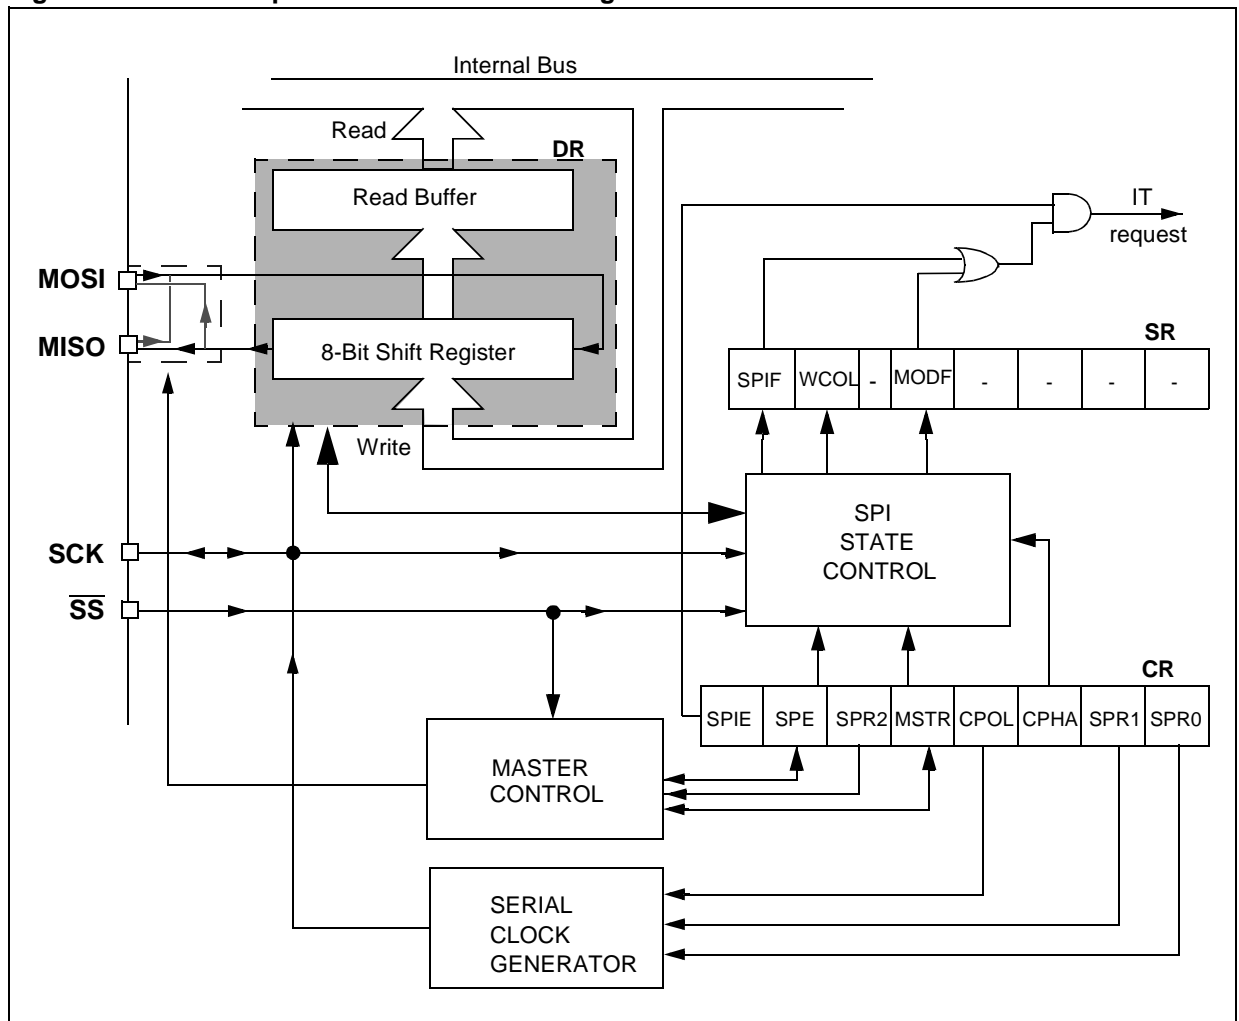 Internal Bus
Read
DR
Read Buffer
IT
request
MOSI
MISO
8-Bit Shift Register
SR
SPIF WCOL - MODF - - - -
Write
SPI
STATE
CONTROL
SCK
SS
CR
SPIE SPE SPR2 MSTR CPOL CPHA SPR1 SPR0
MASTER
CONTROL
SERIAL
CLOCK
GENERATOR